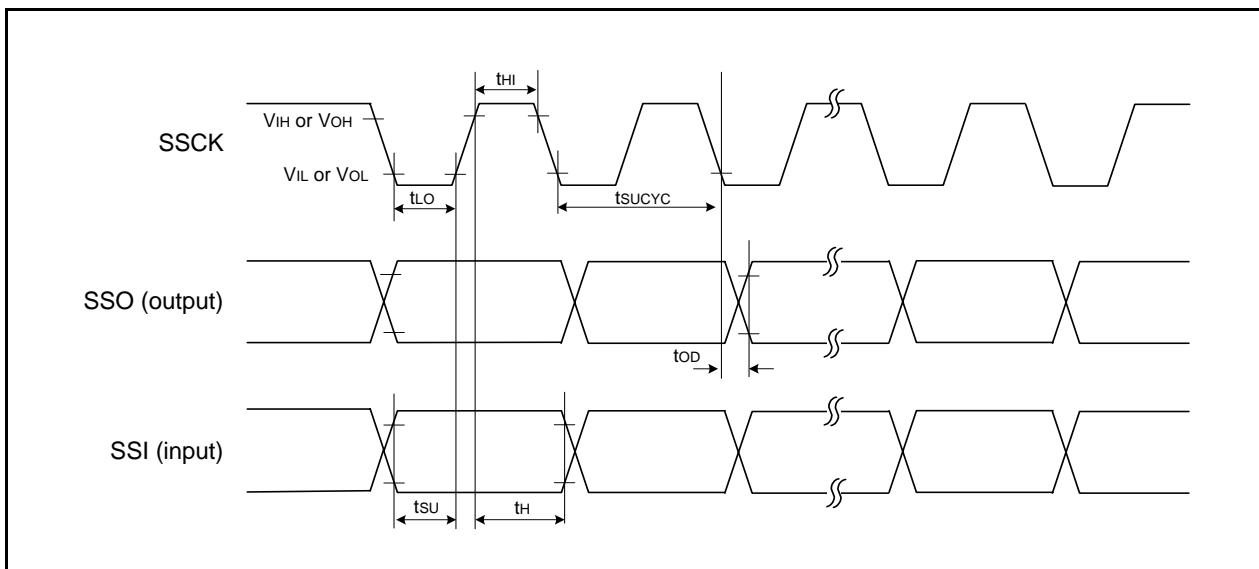 tHI
VIH or VOH
SSCK
VIL or VOL
tLO
tSUCYC
SSO (output)
tOD
SSI (input)
tSU
tH